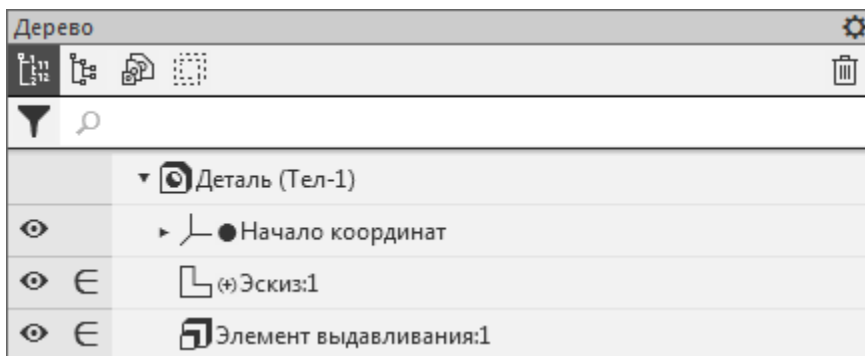 Дерево
Деталь (Тел-1)
Начало координат
(+)Эскиз:1
Элемент выдавливания:1